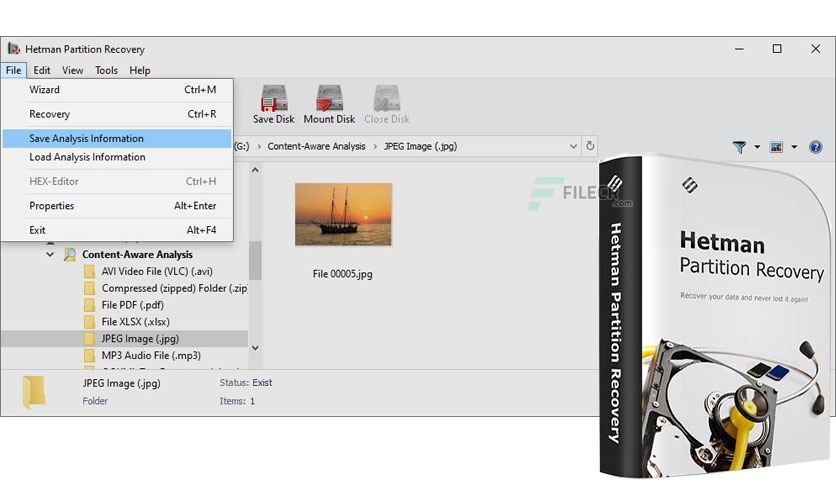 Hetman Partition Recovery
File Edit View Tools Help
Wizard Ctrl+M
Recovery Ctrl+R
Save Analysis Information
Load Analysis Information
HEX-Editor Ctrl+H
Properties Alt+Enter
Exit Alt+F4
Save Disk Mount Disk Close Disk
(G:) > Content-Aware Analysis > JPEG Image (.jpg)
FILECR
.com
File 00005.jpg
Content-Aware Analysis
AVI Video File (VLC) (.avi)
Compressed (zipped) Folder (.zip
File PDF (.pdf)
File XLSX (.xlsx)
JPEG Image (.jpg)
MP3 Audio File (.mp3)
JPEG Image (.jpg) Status: Exist
Folder Items: 1
Hetman Partition Recovery
Hetman
Partition Recovery
Recover your data and never lost it again!